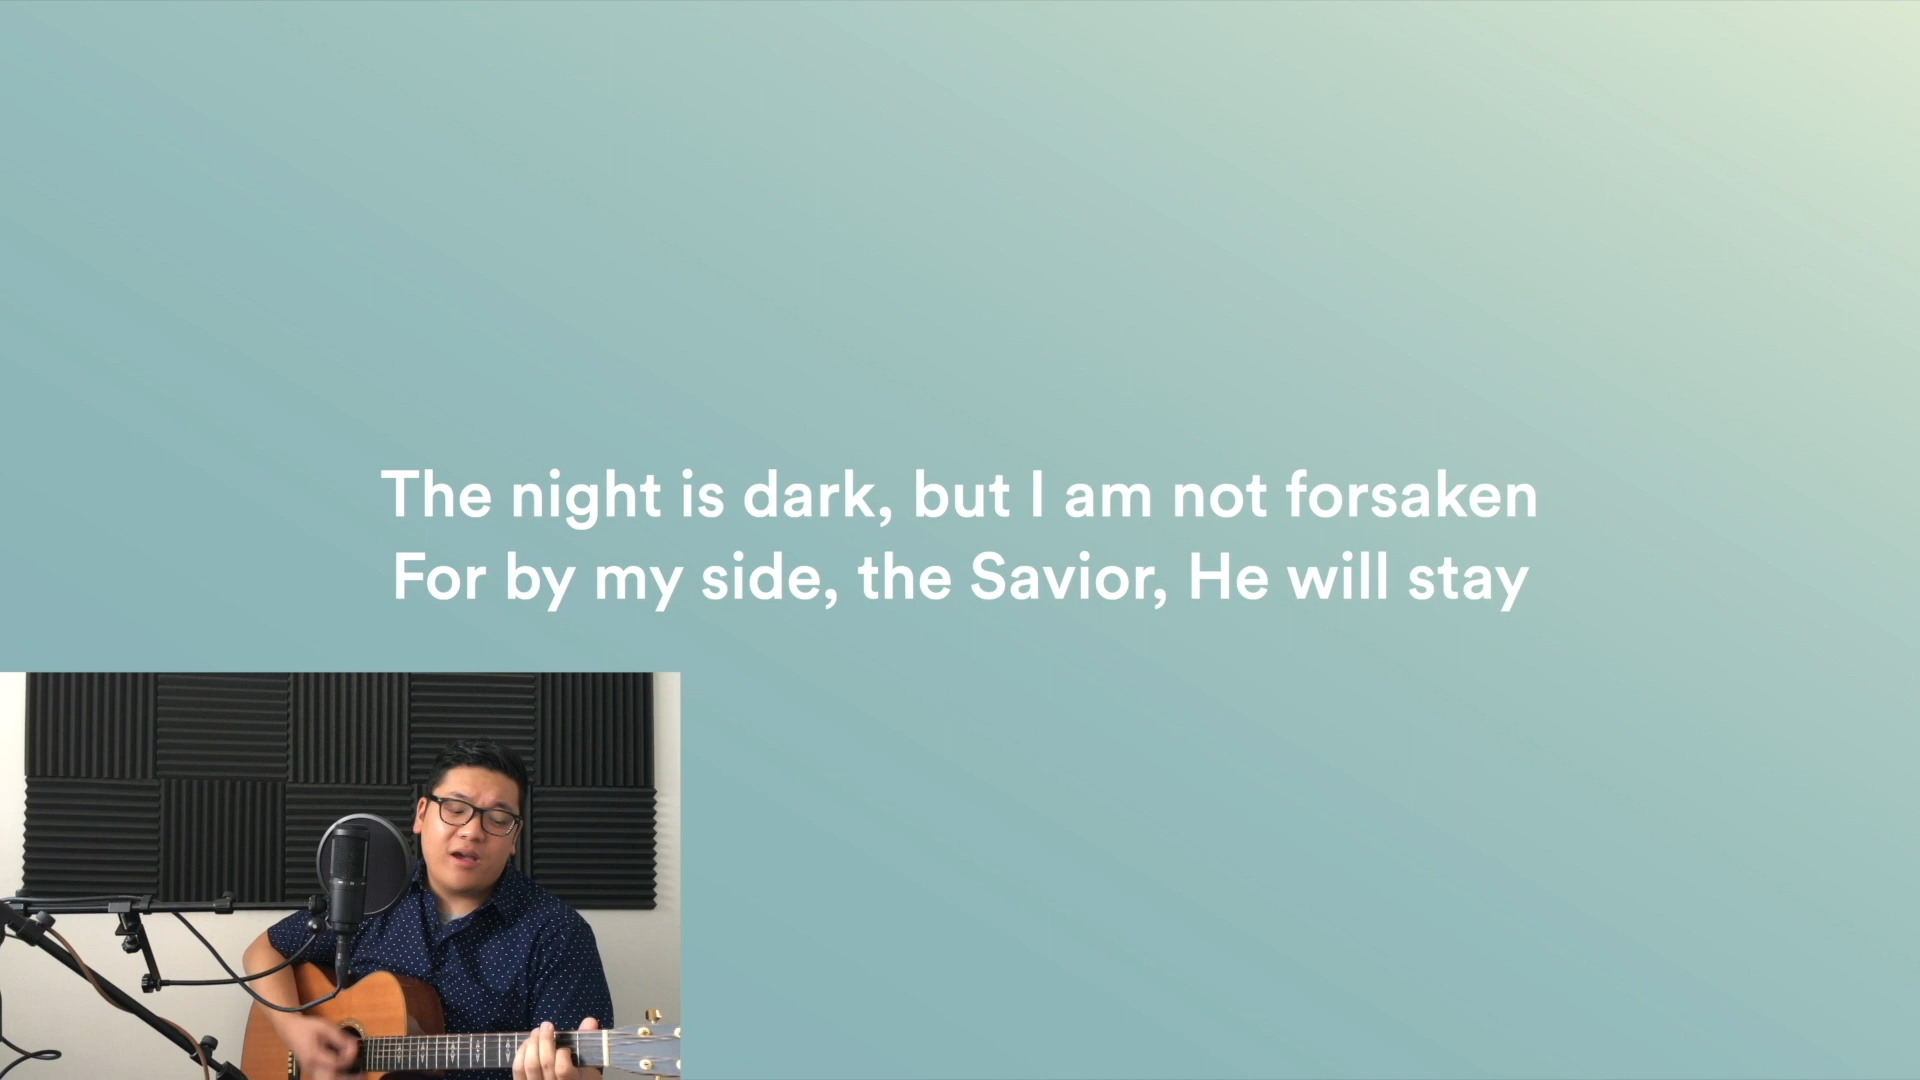 The night is dark, but I am not forsaken
For by my side, the Savior, He will stay